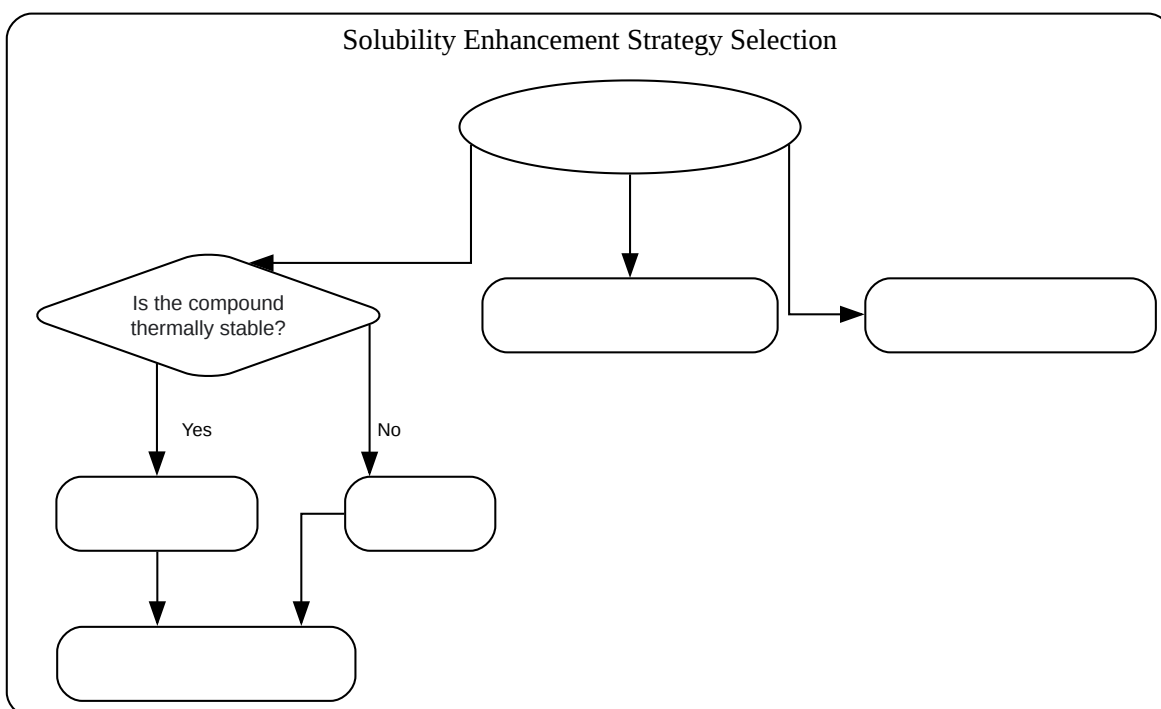 Solubility Enhancement Strategy Selection
Is the compound
thermally stable?
Yes
No